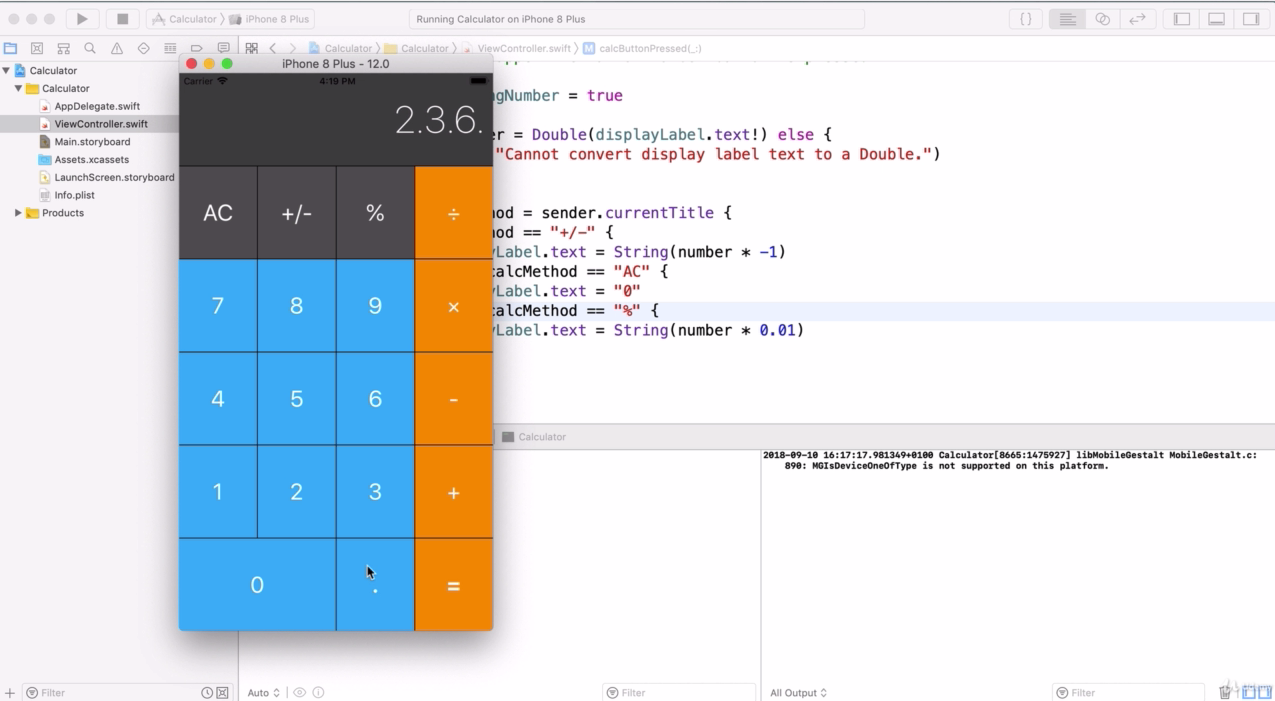 Calculator
iPhone 8 Plus
Running Calculator on iPhone 8 Plus
Calculator
Calculator
ViewController.swift
M
calcButtonPressed(_:)
Calculator
Calculator
AppDelegate.swift
ViewController.swift
Main.storyboard
Assets.xcassets
LaunchScreen.storyboard
Info.plist
Products
iPhone 8 Plus - 12.0
Carrier
4:19 PM
2.3.6.
AC +/- % ÷
7 8 9 ×
4 5 6 -
1 2 3 +
0 . =
ngNumber = true
er = Double(displayLabel.text!) else {
"Cannot convert display label text to a Double.")
hod = sender.currentTitle {
hod == "+/-" {
yLabel.text = String(number * -1)
calcMethod == "AC" {
yLabel.text = "0"
calcMethod == "%" {
yLabel.text = String(number * 0.01)
Calculator
2018-09-10 16:17:17.981349+0100 Calculator[8665:1475927] libMobileGestalt MobileGestalt.c:
890: MGIsDeviceOneOfType is not supported on this platform.
Filter
Auto
Filter
All Output
Filter